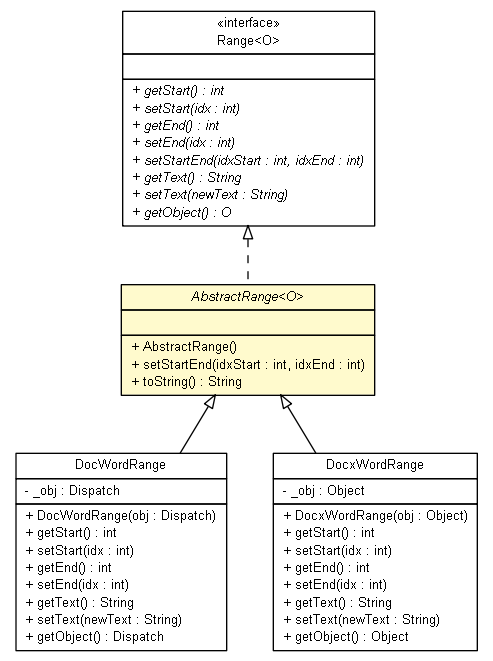 «interface»
Range<O>
+ getStart() : int
+ setStart(idx : int)
+ getEnd() : int
+ setEnd(idx : int)
+ setStartEnd(idxStart : int, idxEnd : int)
+ getText() : String
+ setText(newText : String)
+ getObject() : O
AbstractRange<O>
+ AbstractRange()
+ setStartEnd(idxStart : int, idxEnd : int)
+ toString() : String
DocWordRange
- _obj : Dispatch
+ DocWordRange(obj : Dispatch)
+ getStart() : int
+ setStart(idx : int)
+ getEnd() : int
+ setEnd(idx : int)
+ getText() : String
+ setText(newText : String)
+ getObject() : Dispatch
DocxWordRange
- _obj : Object
+ DocxWordRange(obj : Object)
+ getStart() : int
+ setStart(idx : int)
+ getEnd() : int
+ setEnd(idx : int)
+ getText() : String
+ setText(newText : String)
+ getObject() : Object